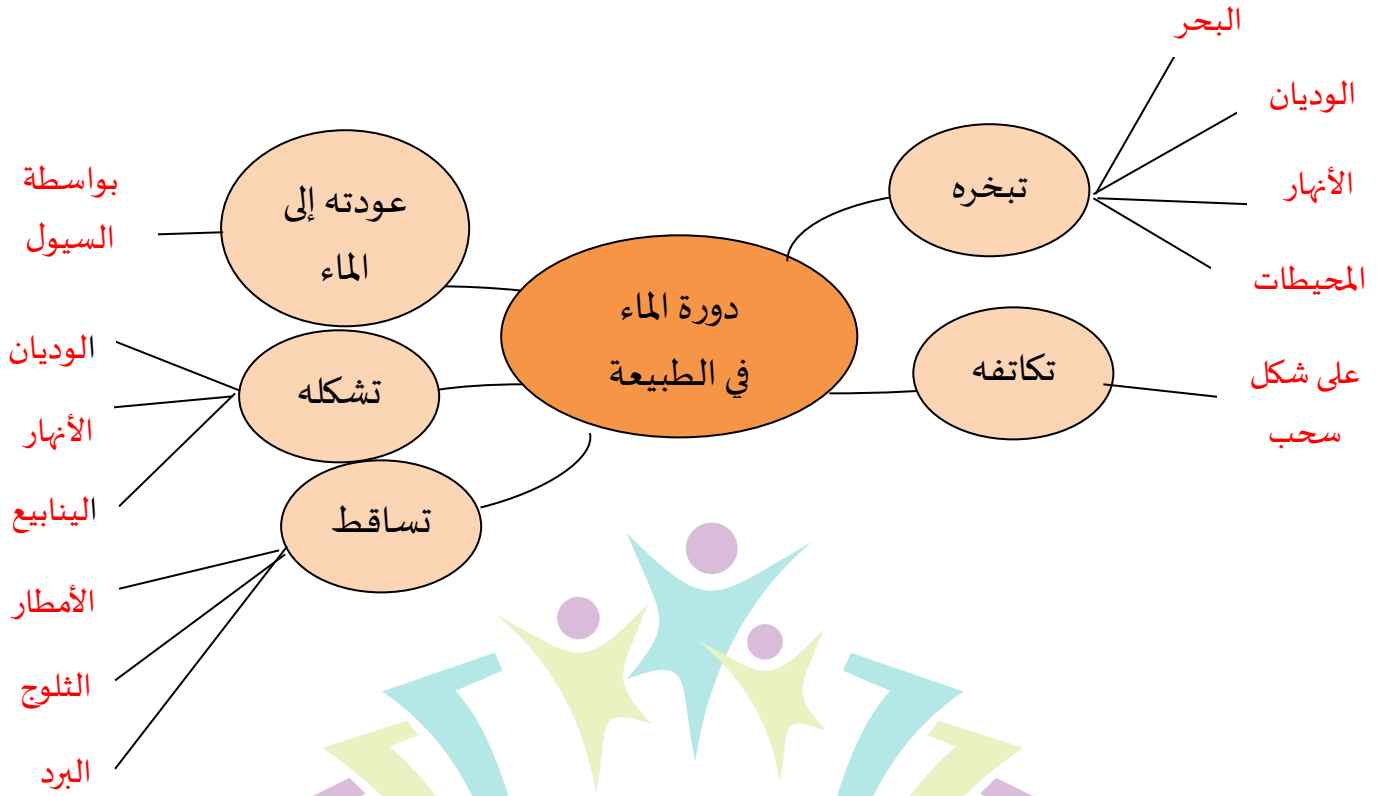 دورة الماء
في الطبيعة
تبخره
البحر
الوديان
الأنهار
المحيطات
تكاتفه
على شكل
سحب
تساقط
الأمطار
الثلوج
البرد
تشكله
الوديان
الأنهار
الينابيع
عودته إلى
الماء
بواسطة
السيول